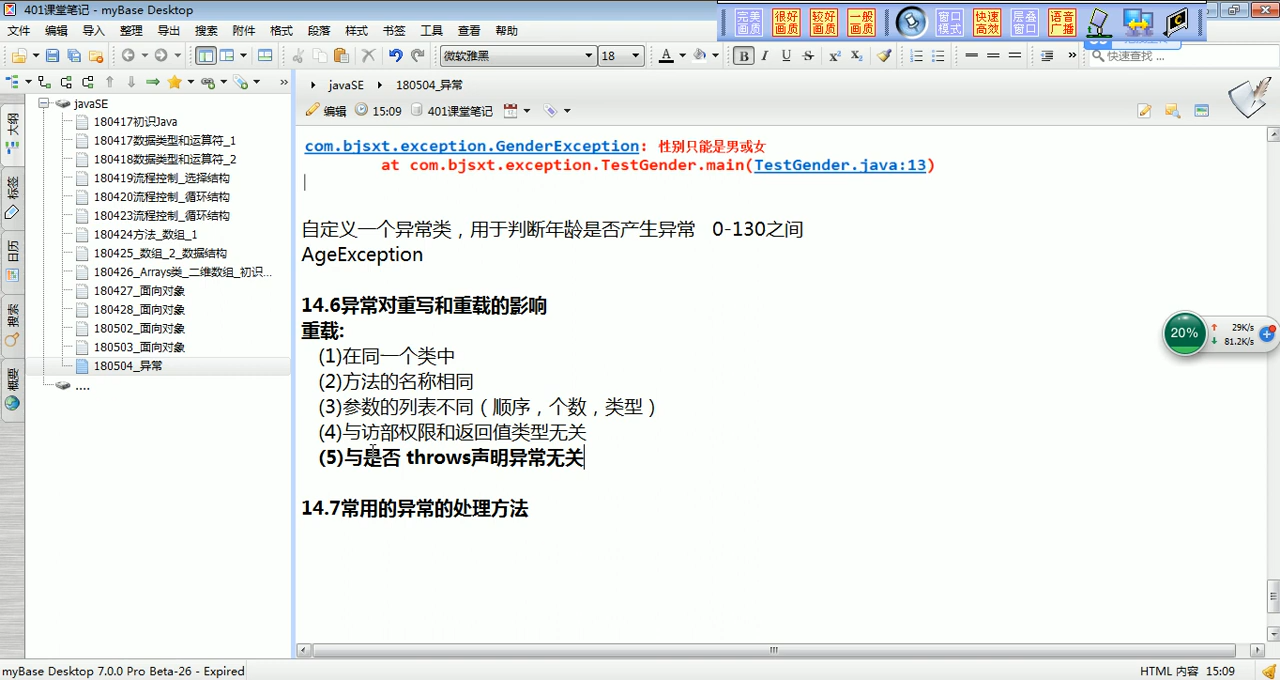 401课堂笔记 - myBase Desktop
完美画质 很好画质 较好画质 一般画质 窗口模式 快速高效 层叠窗口 语音广播
文件 编辑 导入 整理 导出 搜索 附件 格式 段落 样式 书签 工具 查看 帮助
微软雅黑 18 A B I U S X² X₂ 快速查找 ...
javaSE 180504_异常
编辑 15:09 401课堂笔记
大纲
标签
日历
搜索
概要
javaSE
180417初识Java
180417数据类型和运算符_1
180418数据类型和运算符_2
180419流程控制_选择结构
180420流程控制_循环结构
180423流程控制_循环结构
180424方法_数组_1
180425_数组_2_数据结构
180426_Arrays类_二维数组_初识...
180427_面向对象
180428_面向对象
180502_面向对象
180503_面向对象
180504_异常
....
com.bjsxt.exception.GenderException: 性别只能是男或女
at com.bjsxt.exception.TestGender.main(TestGender.java:13)
自定义一个异常类，用于判断年龄是否产生异常 0-130之间
AgeException
14.6异常对重写和重载的影响
重载:
(1)在同一个类中
(2)方法的名称相同
(3)参数的列表不同（顺序，个数，类型）
(4)与访部权限和返回值类型无关
(5)与是否 throws声明异常无关
14.7常用的异常的处理方法
20%
29K/s
81.2K/s
myBase Desktop 7.0.0 Pro Beta-26 - Expired
HTML 内容 15:09